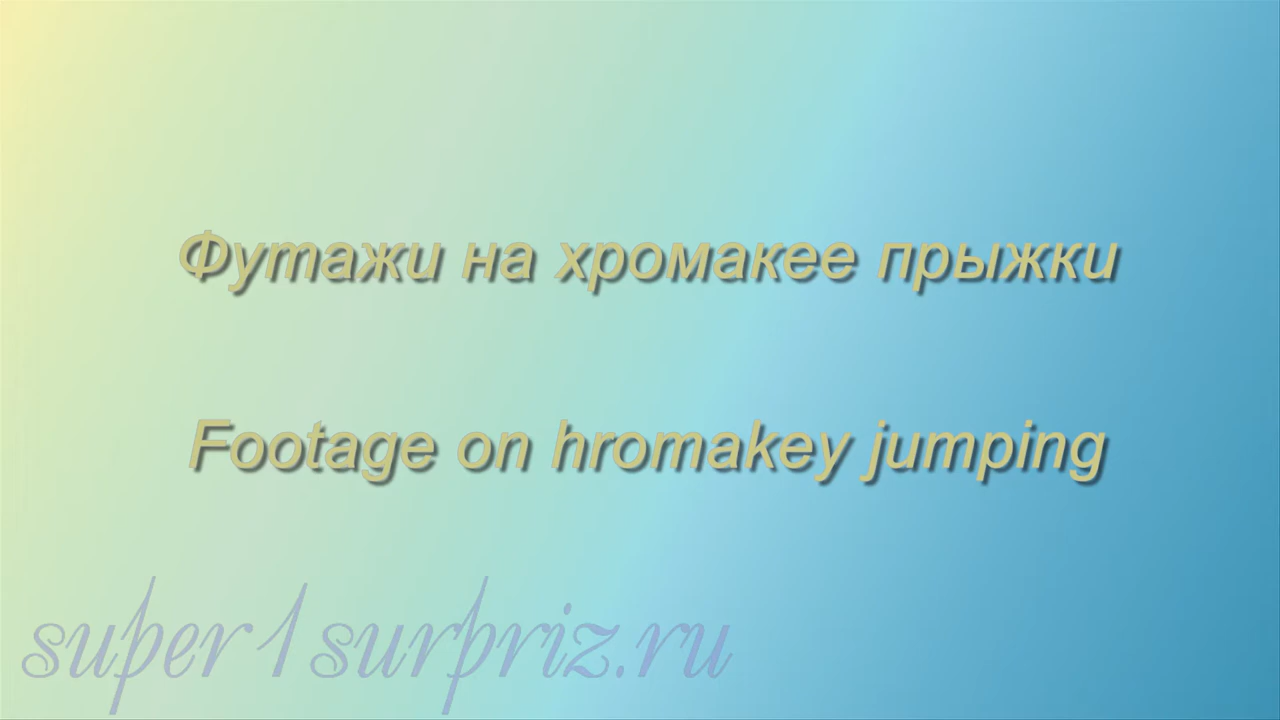 Футажи на хромакее прыжки
Footage on hromakey jumping
super1surpriz.ru